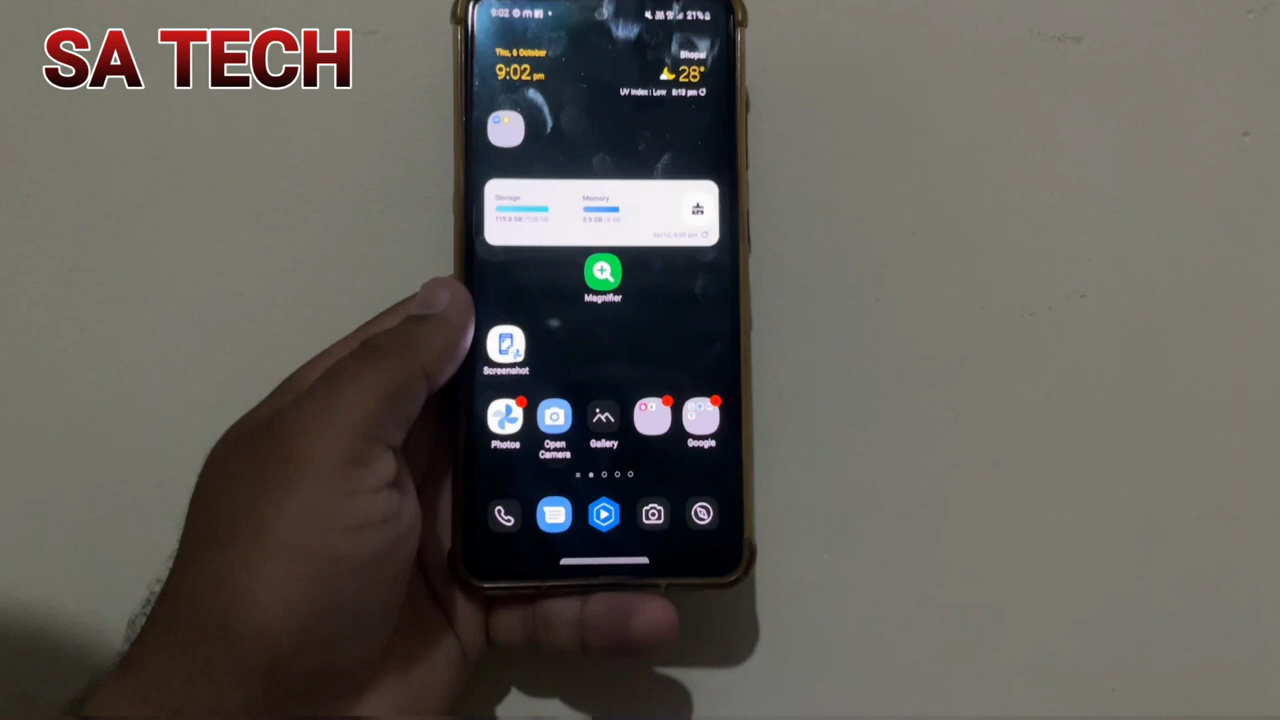 SA TECH
9:02
21%
Thu, 6 October
9:02 pm
Bhopal
28°
UV Index : Low
Storage
Memory
Magnifier
Screenshot
Photos
Open Camera
Gallery
Google